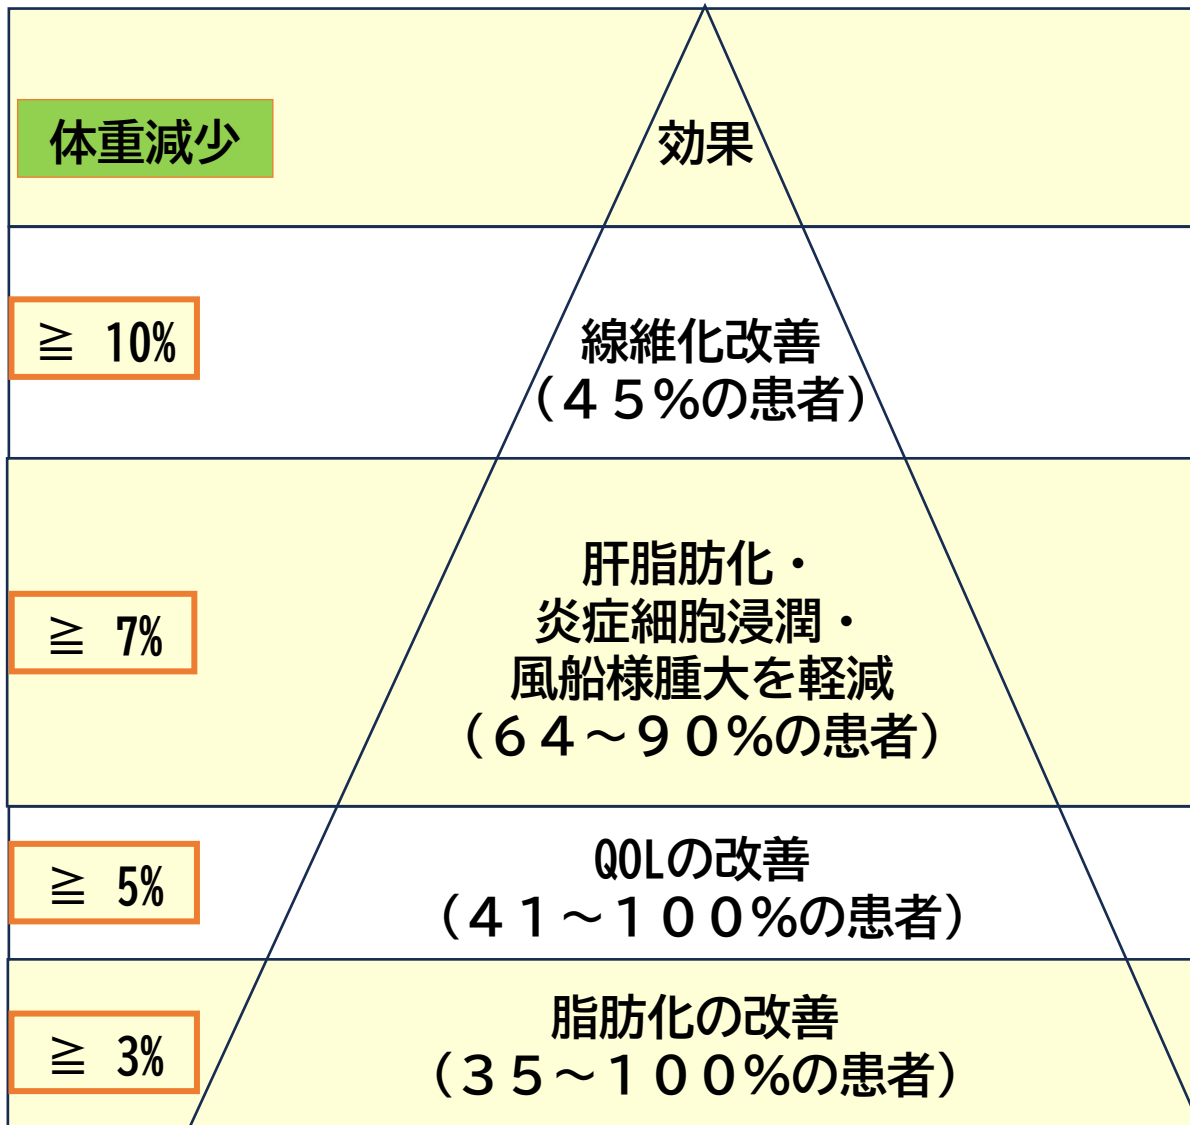 体重減少
効果
≧ 10%
線維化改善
（４５％の患者）
≧ 7%
肝脂肪化・
炎症細胞浸潤・
風船様腫大を軽減
（６４～９０％の患者）
≧ 5%
QOLの改善
（４１～１００％の患者）
≧ 3%
脂肪化の改善
（３５～１００％の患者）